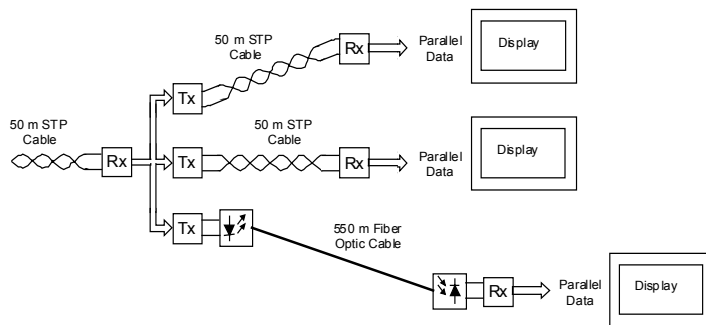 50 m STP
Cable
Rx
Parallel
Data
Display
Tx
50 m STP
Cable
Rx
Tx
50 m STP
Cable
Rx
Parallel
Data
Display
Tx
550 m Fiber
Optic Cable
Rx
Parallel
Data
Display